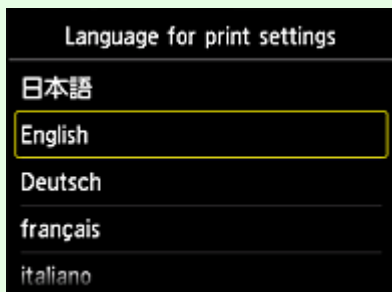 Language for print settings
日本語
English
Deutsch
français
italiano